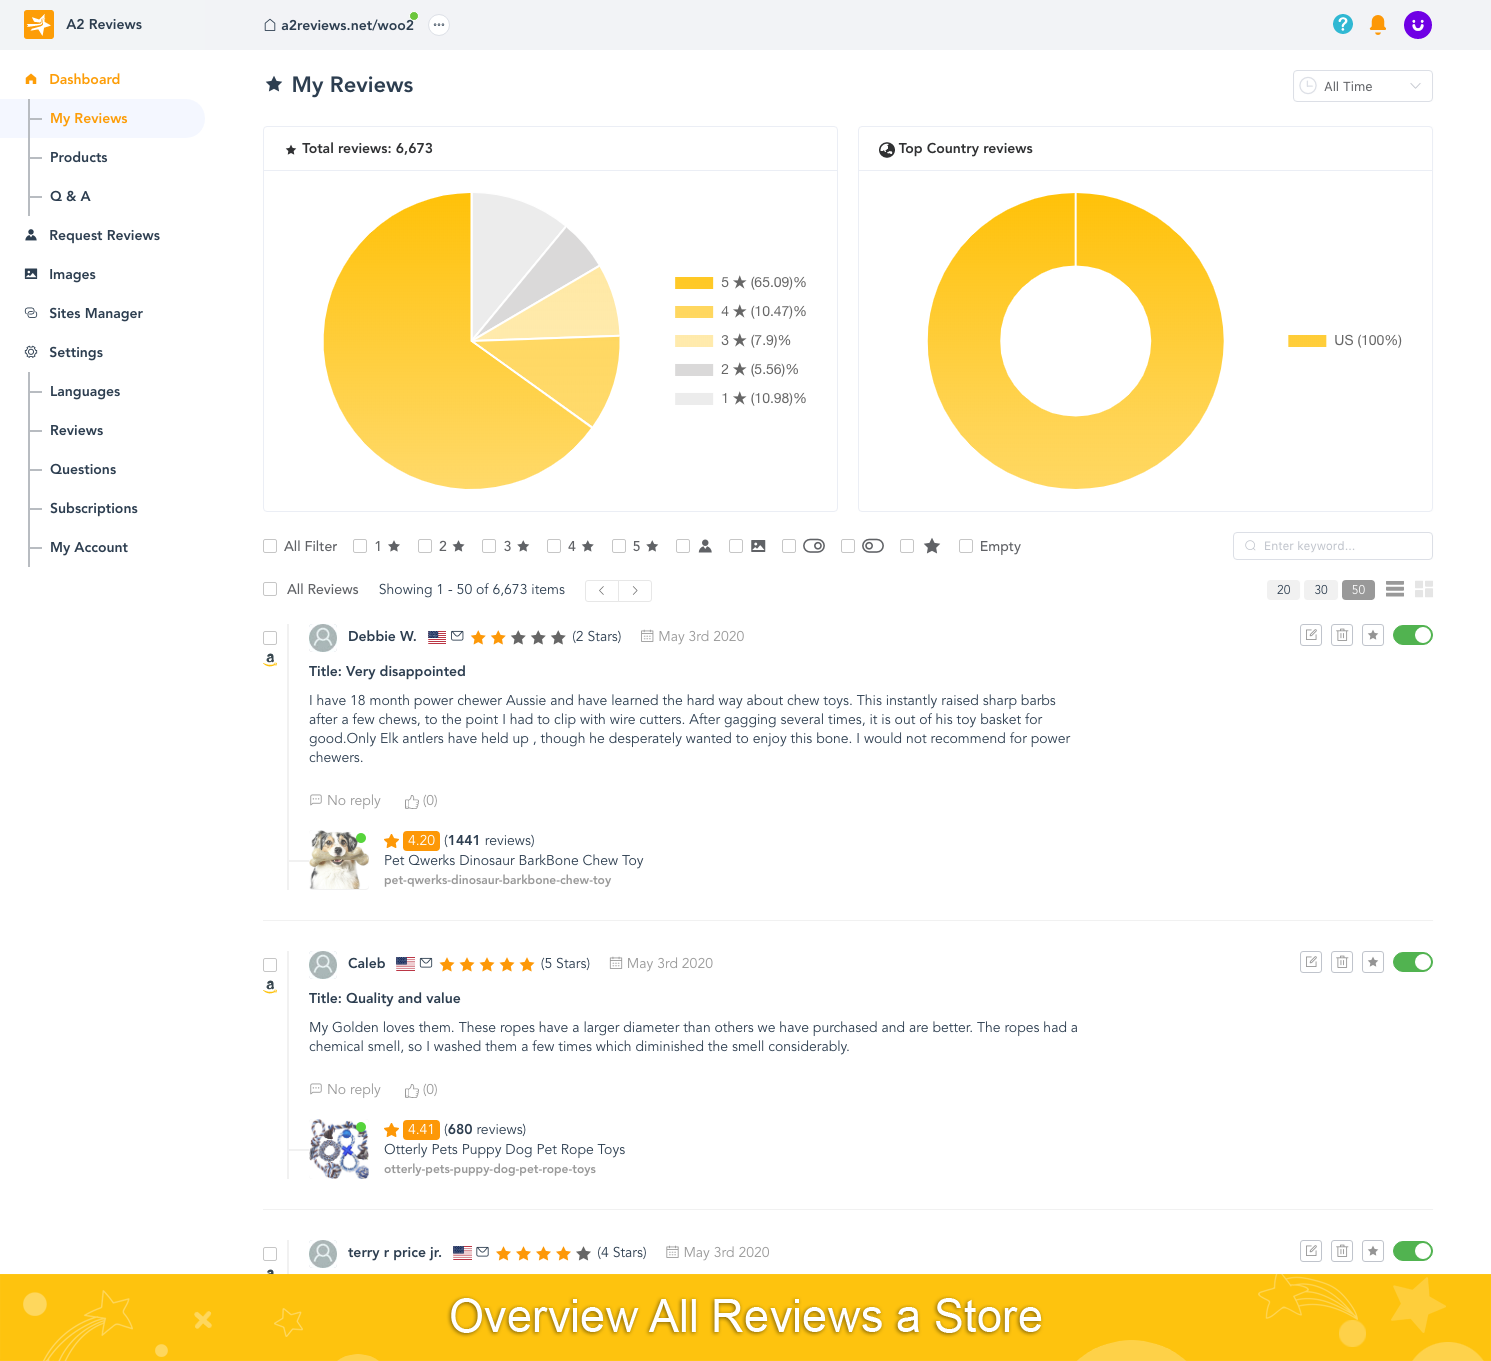 A2 Reviews
a2reviews.net/woo2
Dashboard
My Reviews
Products
Q & A
Request Reviews
Images
Sites Manager
Settings
Languages
Reviews
Questions
Subscriptions
My Account
★ My Reviews
All Time
★ Total reviews: 6,673
5 ★ (65.09)%
4 ★ (10.47)%
3 ★ (7.9)%
2 ★ (5.56)%
1 ★ (10.98)%
Top Country reviews
US (100%)
All Filter 1 ★ 2 ★ 3 ★ 4 ★ 5 ★ Empty
Enter keyword...
All Reviews Showing 1 - 50 of 6,673 items
20 30 50
Debbie W. (2 Stars) May 3rd 2020
a
Title: Very disappointed
I have 18 month power chewer Aussie and have learned the hard way about chew toys. This instantly raised sharp barbs
after a few chews, to the point I had to clip with wire cutters. After gagging several times, it is out of his toy basket for
good.Only Elk antlers have held up , though he desperately wanted to enjoy this bone. I would not recommend for power
chewers.
No reply (0)
4.20 (1441 reviews)
Pet Qwerks Dinosaur BarkBone Chew Toy
pet-qwerks-dinosaur-barkbone-chew-toy
Caleb (5 Stars) May 3rd 2020
a
Title: Quality and value
My Golden loves them. These ropes have a larger diameter than others we have purchased and are better. The ropes had a
chemical smell, so I washed them a few times which diminished the smell considerably.
No reply (0)
4.41 (680 reviews)
Otterly Pets Puppy Dog Pet Rope Toys
otterly-pets-puppy-dog-pet-rope-toys
terry r price jr. (4 Stars) May 3rd 2020
Overview All Reviews a Store